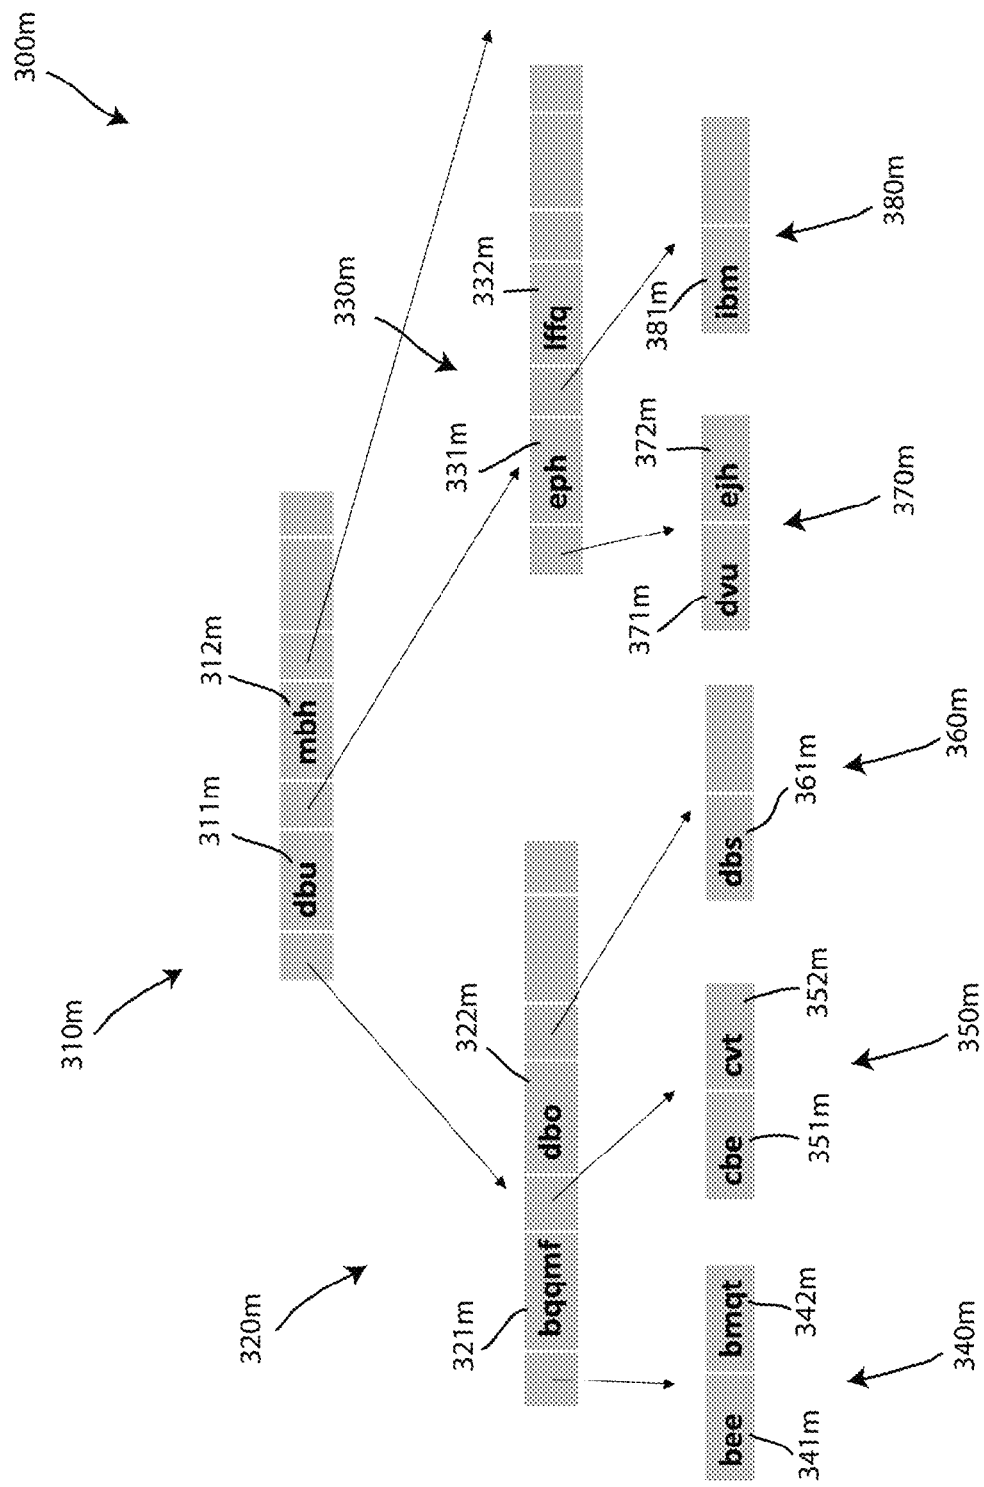 300m
310m
311m 312m
320m
dbu mbh
330m
321m 322m 331m 332m
bqqmf dbo eph lffq
371m 372m 381m
bee bmqt cbe cvt dbs dvu ejh ibm
341m 342m 351m 352m 361m
340m 350m 360m 370m 380m